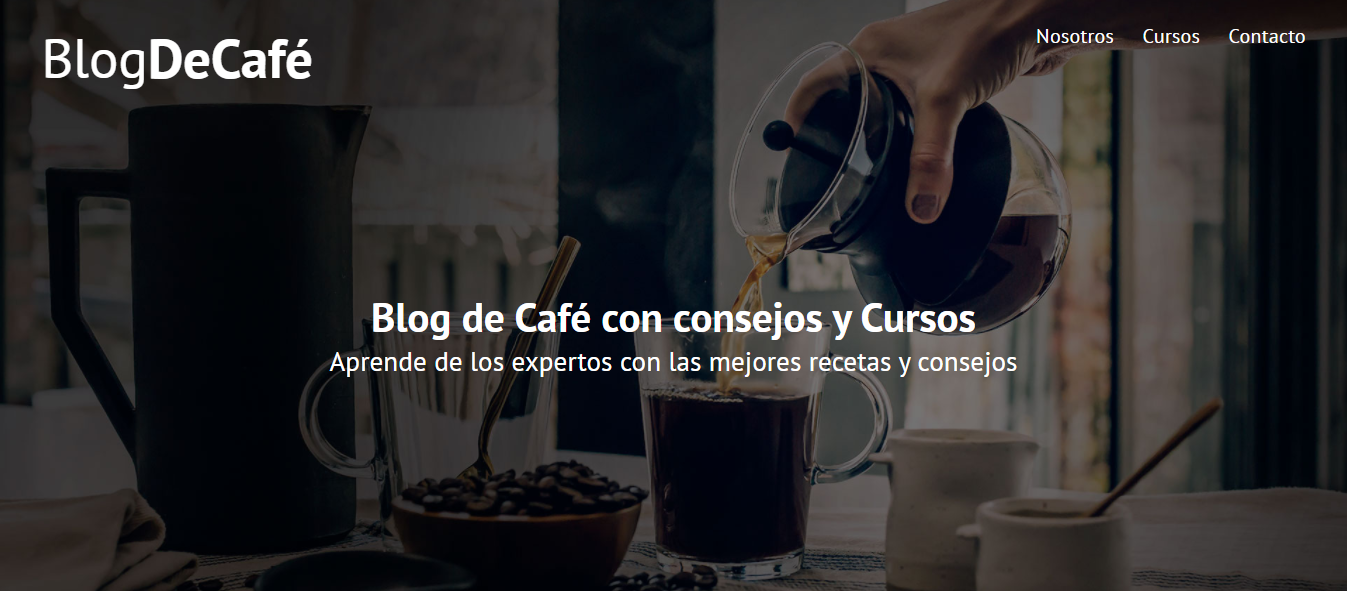 BlogDeCafé
Nosotros Cursos Contacto
Blog de Café con consejos y Cursos
Aprende de los expertos con las mejores recetas y consejos